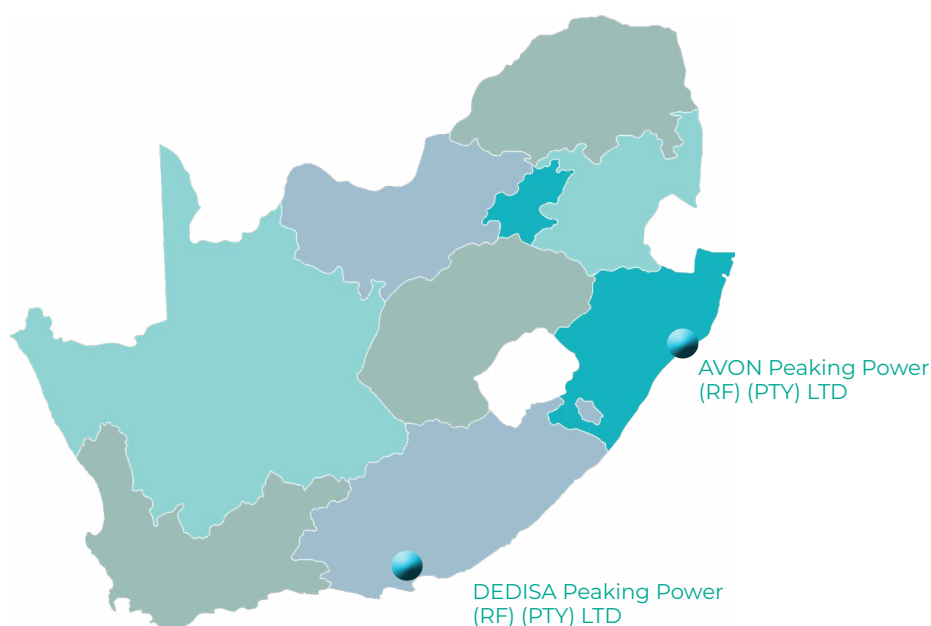 AVON Peaking Power
(RF) (PTY) LTD
DEDISA Peaking Power
(RF) (PTY) LTD